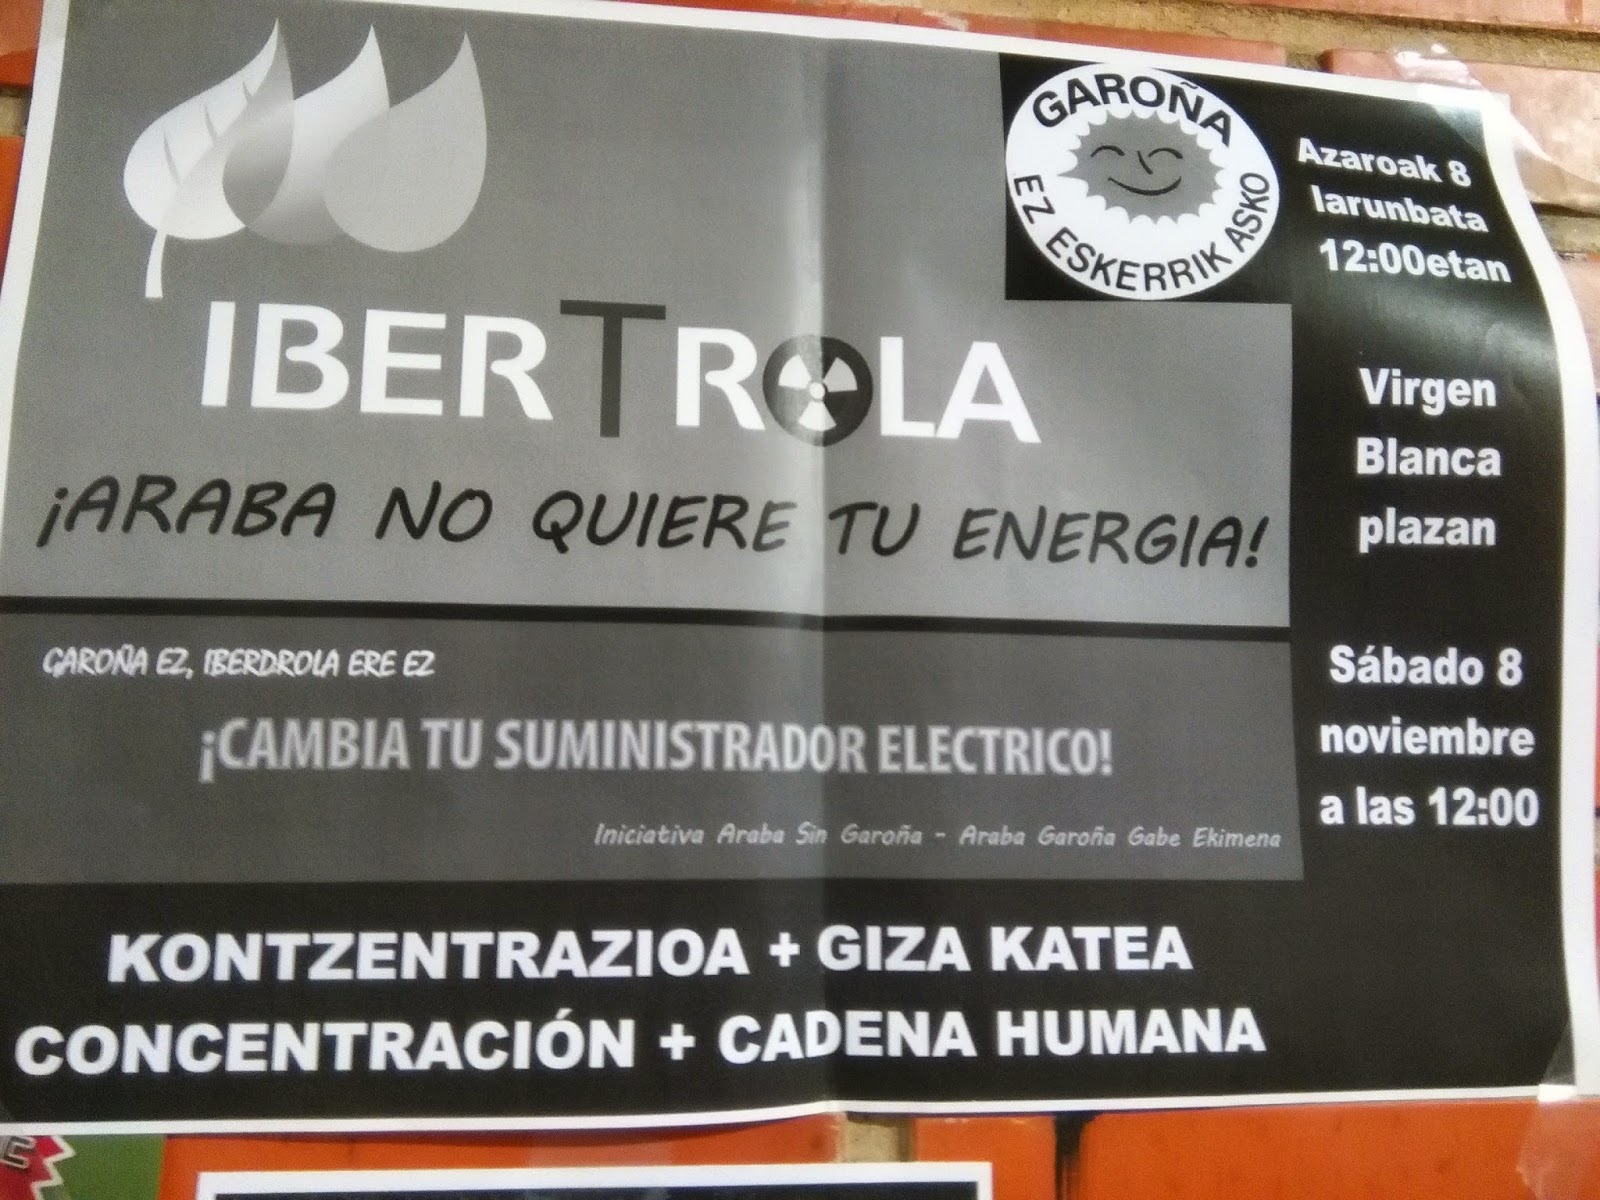 GAROÑA
EZ ESKERRIK ASKO
Azaroak 8
larunbata
12:00etan
IBERTROLA
¡ARABA NO QUIERE TU ENERGIA!
Virgen
Blanca
plazan
GAROÑA EZ, IBERDROLA ERE EZ
¡CAMBIA TU SUMINISTRADOR ELECTRICO!
Iniciativa Araba Sin Garoña - Araba Garoña Gabe Ekimena
Sábado 8
noviembre
a las 12:00
KONTZENTRAZIOA + GIZA KATEA
CONCENTRACIÓN + CADENA HUMANA